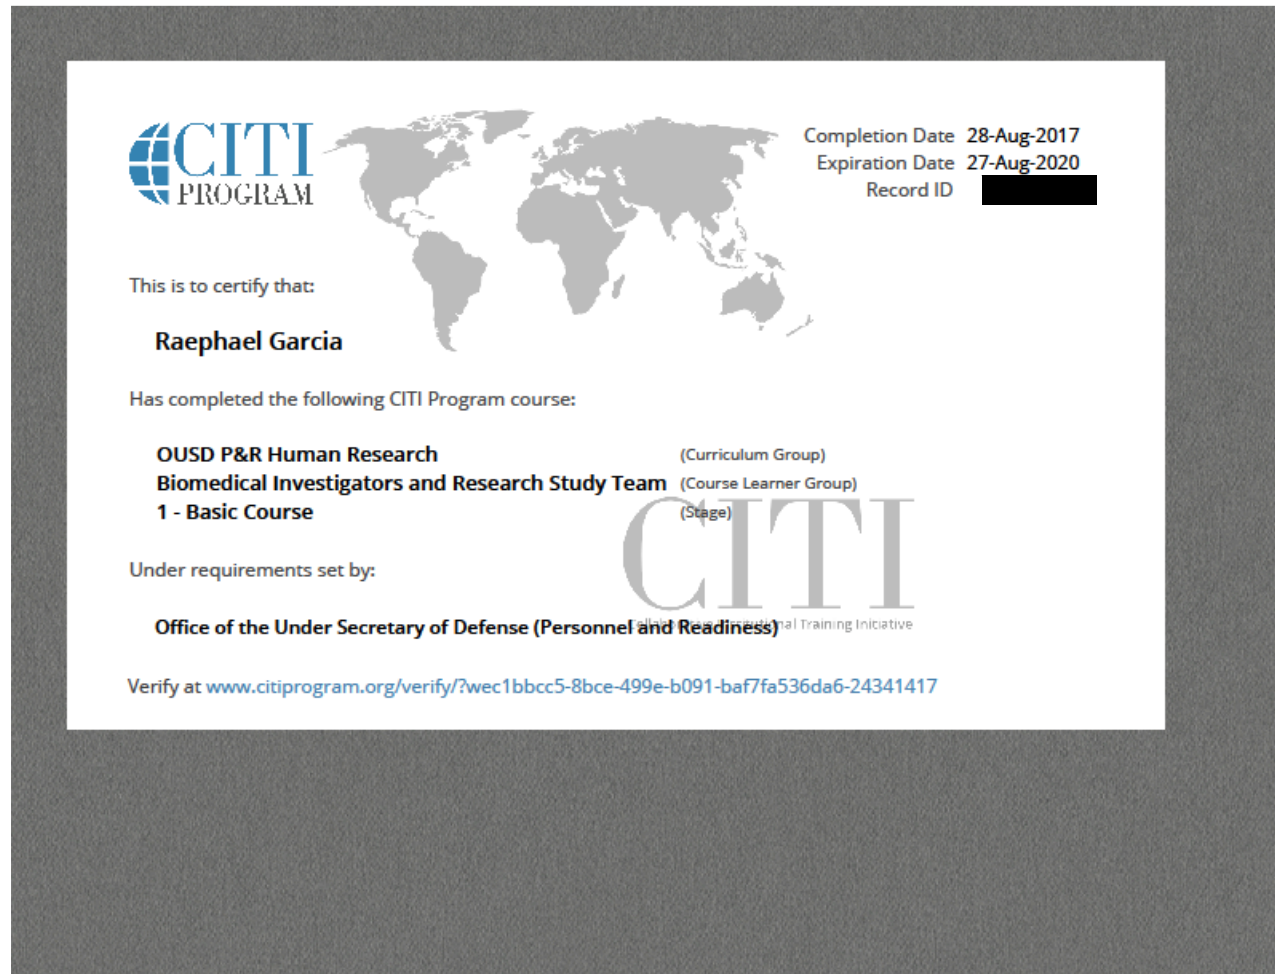 CITI
PROGRAM
Completion Date 28-Aug-2017
Expiration Date 27-Aug-2020
Record ID
This is to certify that:
Raephael Garcia
Has completed the following CITI Program course:
OUSD P&R Human Research (Curriculum Group)
Biomedical Investigators and Research Study Team (Course Learner Group)
1 - Basic Course (Stage)
CITI
Under requirements set by:
Office of the Under Secretary of Defense (Personnel and Readiness)
Collaborative Institutional Training Initiative
Verify at www.citiprogram.org/verify/?wec1bbcc5-8bce-499e-b091-baf7fa536da6-24341417